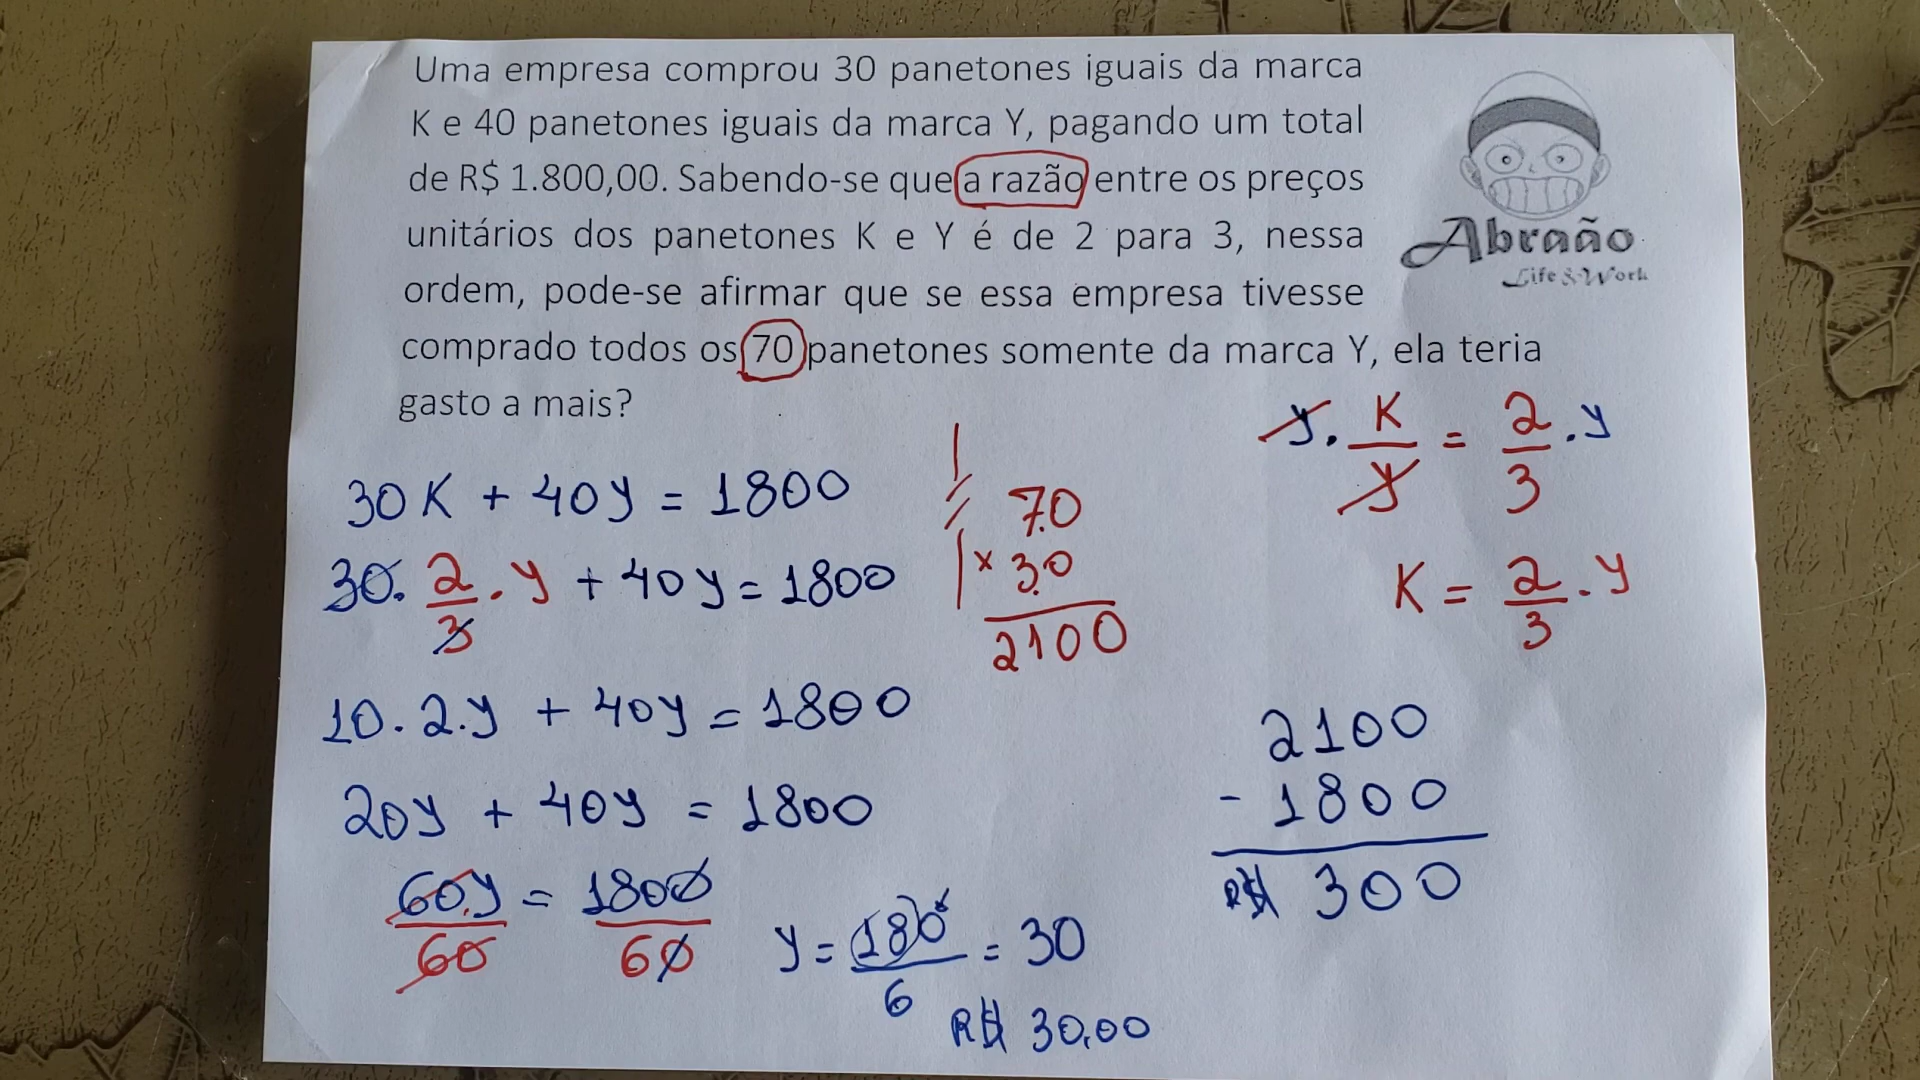 Uma empresa comprou 30 panetones iguais da marca
K e 40 panetones iguais da marca Y, pagando um total
de R$ 1.800,00. Sabendo-se que a razão entre os preços
unitários dos panetones K e Y é de 2 para 3, nessa
ordem, pode-se afirmar que se essa empresa tivesse
comprado todos os 70 panetones somente da marca Y, ela teria
gasto a mais?
Abraão
Life & Work
30K + 40y = 1800
30. 2/3 . y + 40y = 1800
10. 2. y + 40y = 1800
20y + 40y = 1800
60.y/60 = 1800/60
y = 180/6 = 30
R$ 30,00
70
x 30
2100
y. K/y = 2/3 . y
K = 2/3 . y
2100
- 1800
R$ 300